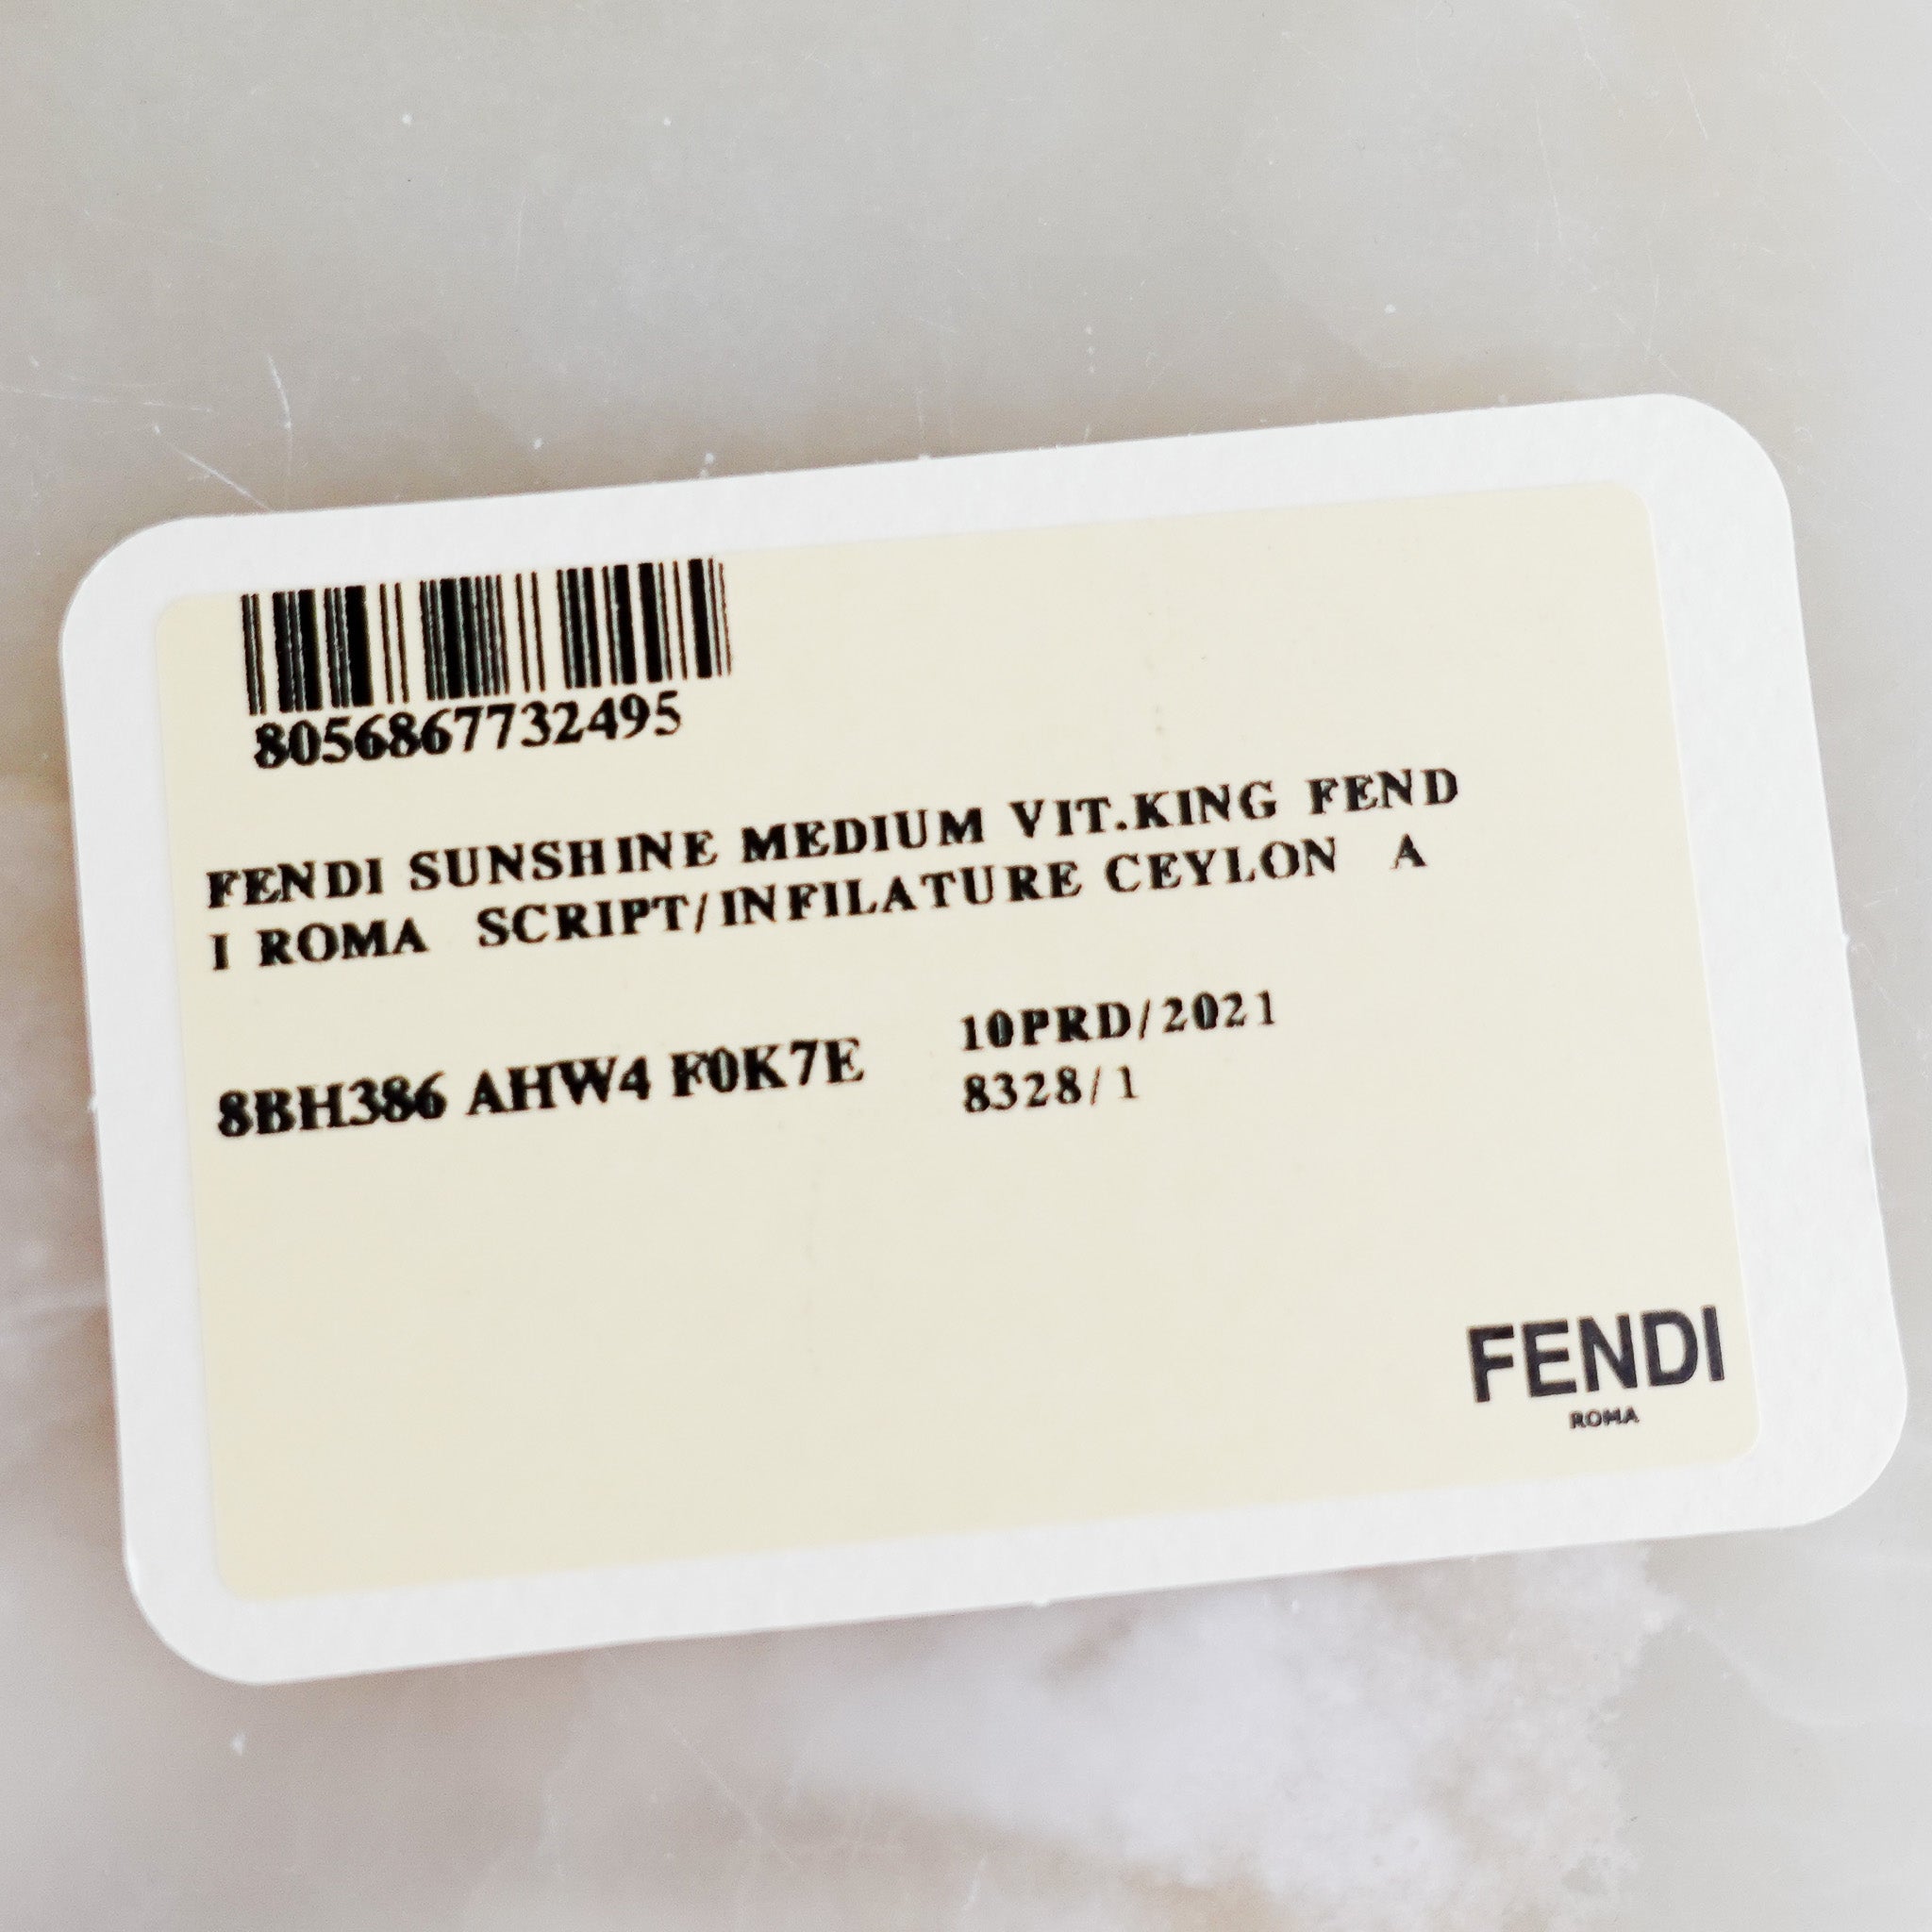 8056867732495
FENDI SUNSHINE MEDIUM VIT.KING FEND
I ROMA SCRIPT/INFILATURE CEYLON A
8BH386 AHW4 F0K7E
10PRD/2021
8328/1
FENDI
ROMA